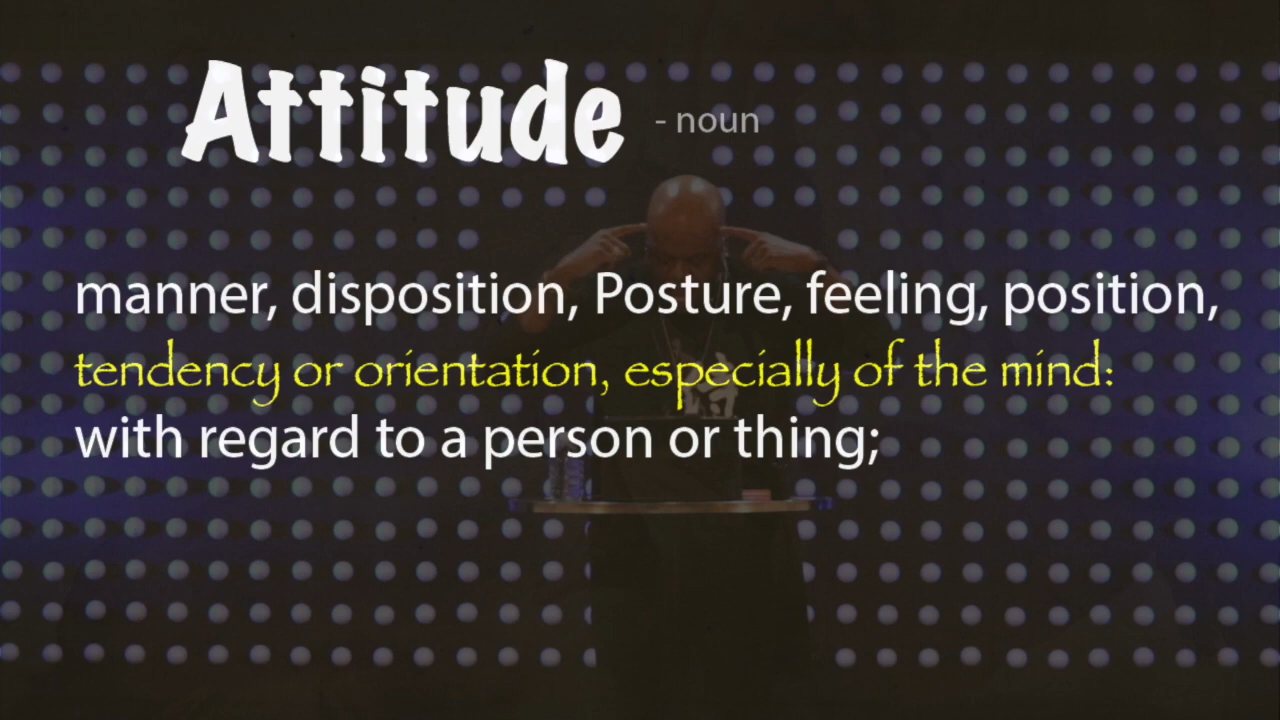 Attitude - noun
manner, disposition, Posture, feeling, position,
tendency or orientation, especially of the mind:
with regard to a person or thing;